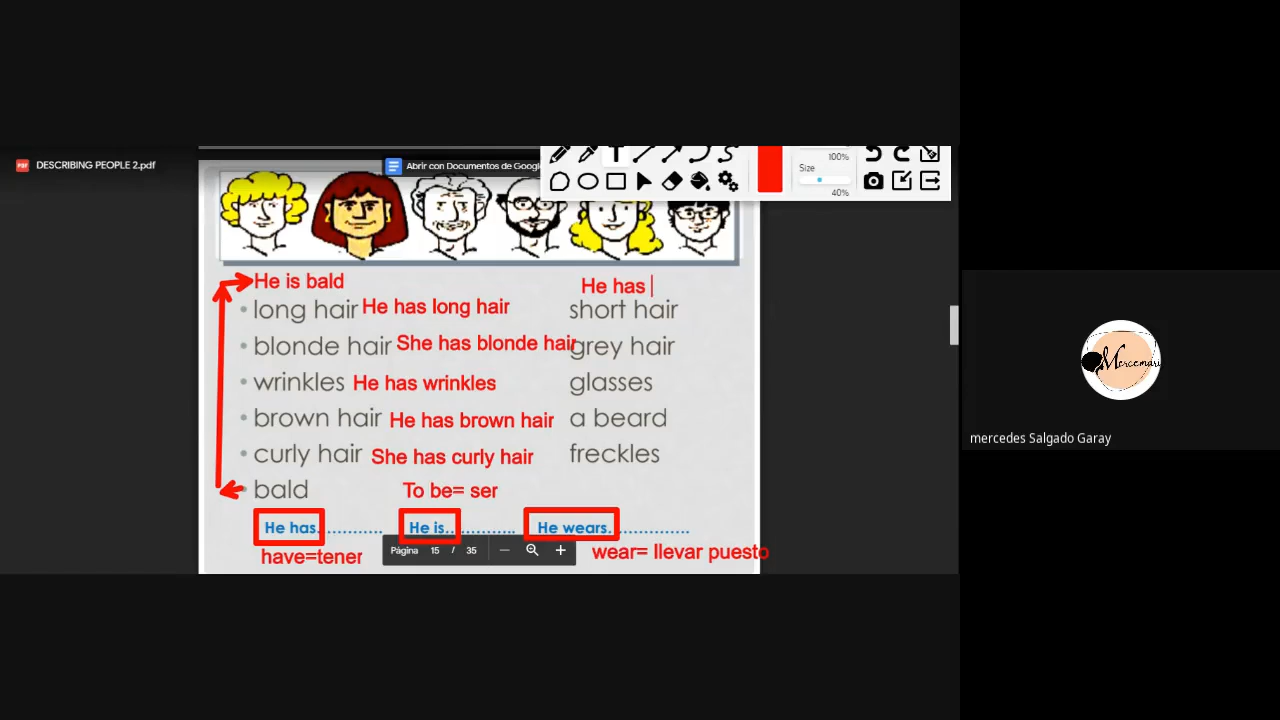 DESCRIBING PEOPLE 2.pdf
Abrir con Documentos de Google
100%
Size
40%
He is bald
He has
long hair He has long hair
short hair
blonde hair She has blonde hair
grey hair
wrinkles He has wrinkles
glasses
brown hair He has brown hair
a beard
curly hair She has curly hair
freckles
bald
To be= ser
He has............ He is............ He wears...............
have=tener
Página 15 / 35
wear= llevar puesto
Mercemari
mercedes Salgado Garay